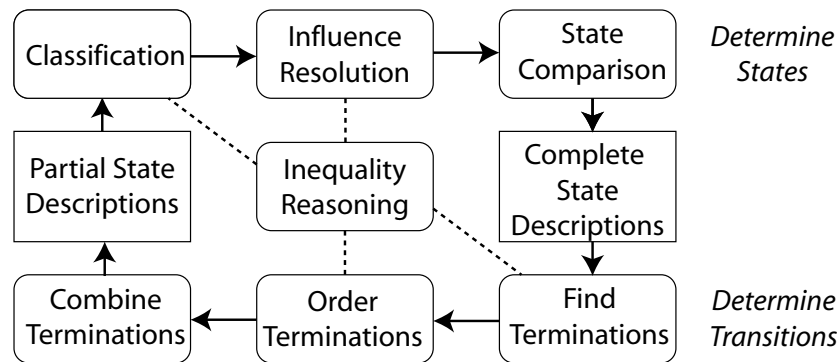 Classification
Influence
Resolution
State
Comparison
Determine
States
Partial State
Descriptions
Inequality
Reasoning
Complete
State
Descriptions
Combine
Terminations
Order
Terminations
Find
Terminations
Determine
Transitions